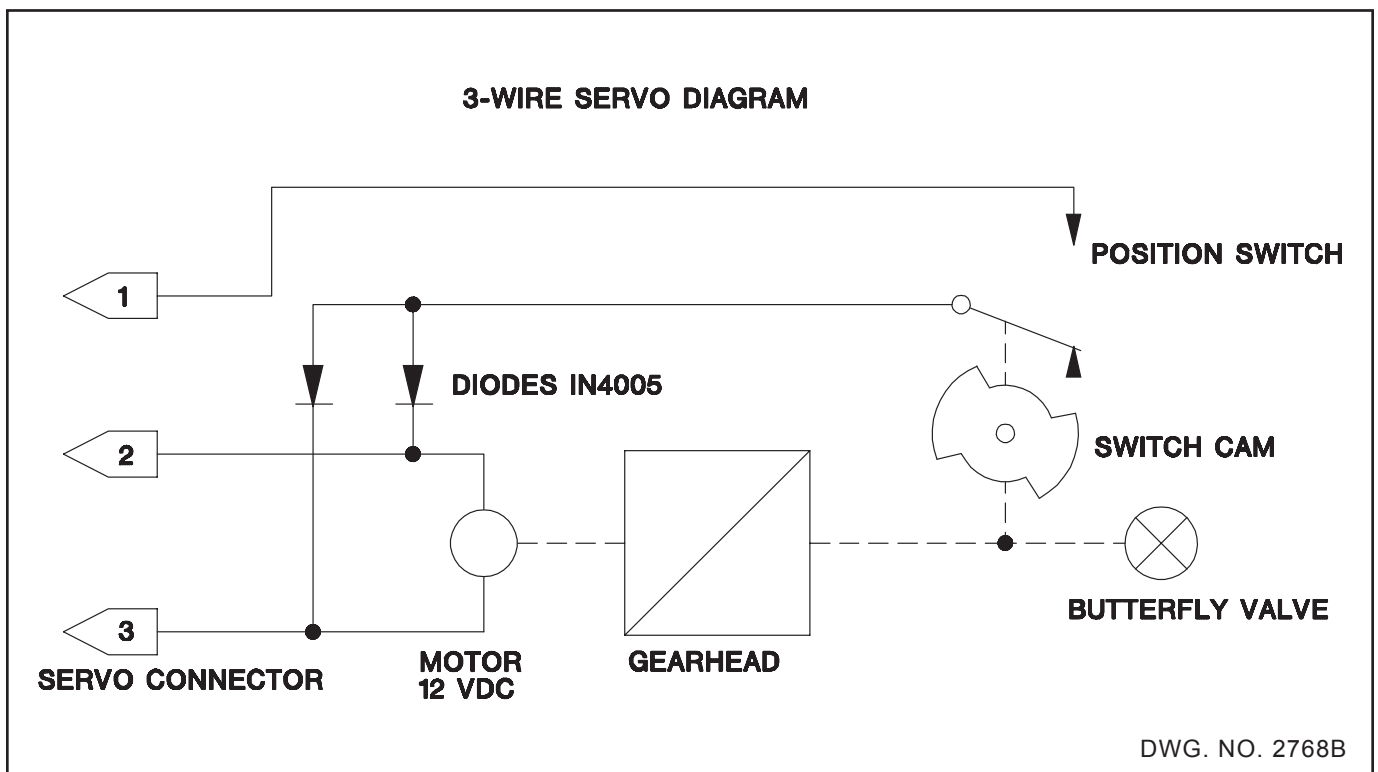 3-WIRE SERVO DIAGRAM
POSITION SWITCH
1
DIODES IN4005
2
SWITCH CAM
BUTTERFLY VALVE
3
SERVO CONNECTOR
MOTOR
12 VDC
GEARHEAD
DWG. NO. 2768B